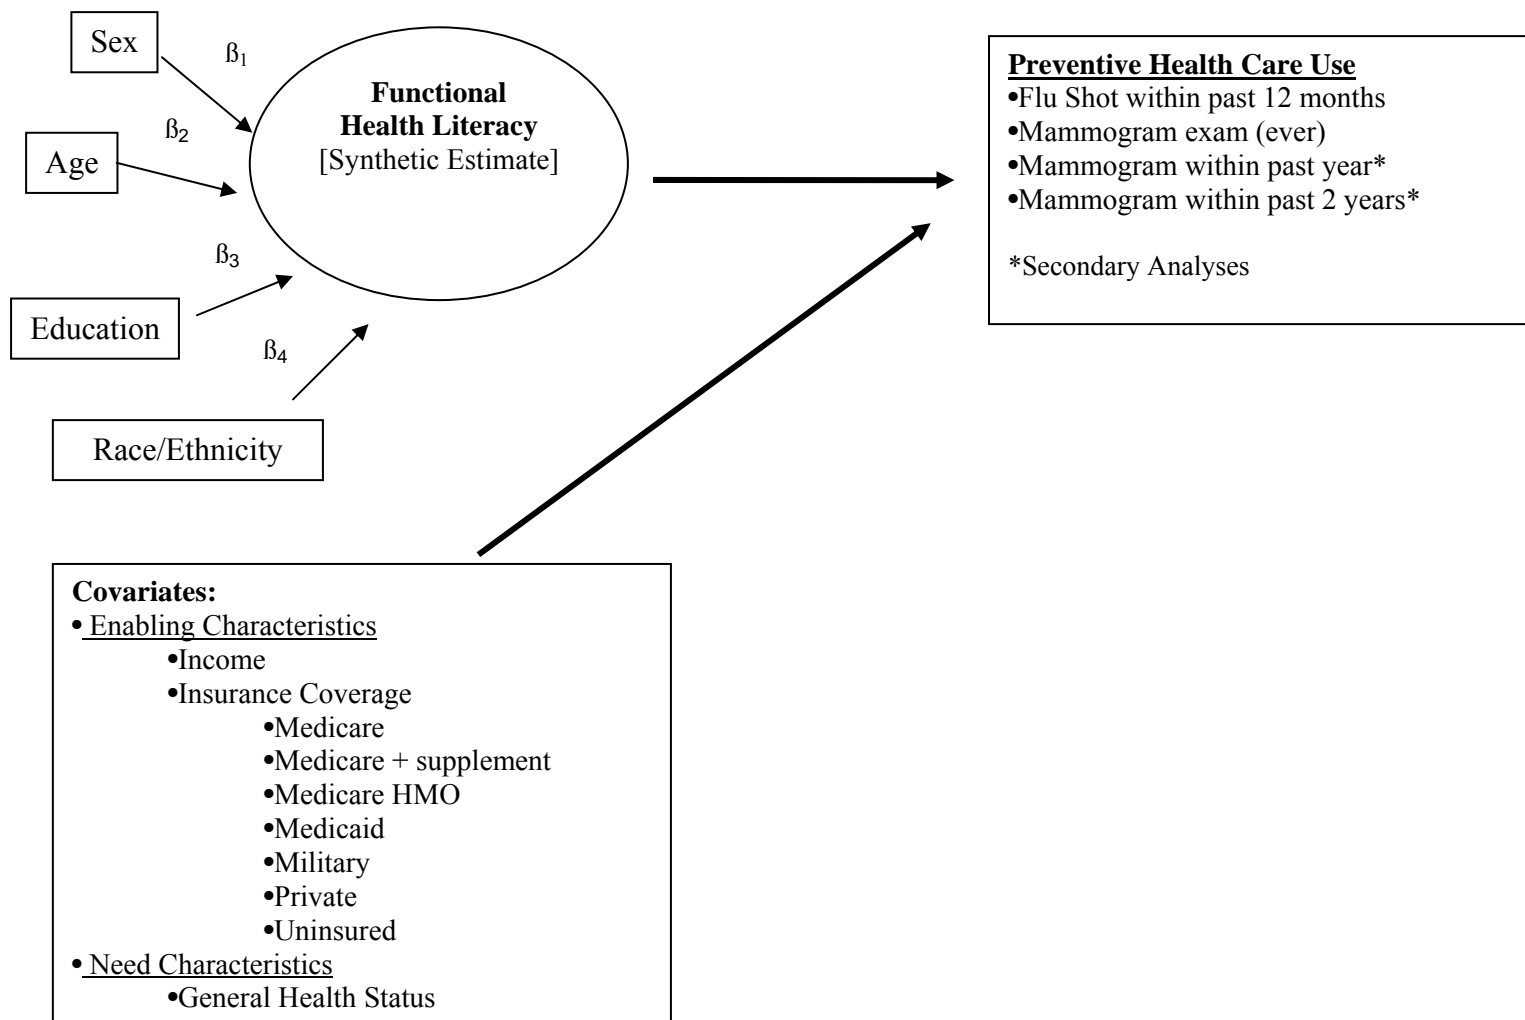 Sex
ß1
Functional
Health Literacy
[Synthetic Estimate]
ß2
Age
ß3
Education
ß4
Race/Ethnicity
Preventive Health Care Use
•Flu Shot within past 12 months
•Mammogram exam (ever)
•Mammogram within past year*
•Mammogram within past 2 years*
*Secondary Analyses
Covariates:
• Enabling Characteristics
•Income
•Insurance Coverage
•Medicare
•Medicare + supplement
•Medicare HMO
•Medicaid
•Military
•Private
•Uninsured
• Need Characteristics
•General Health Status